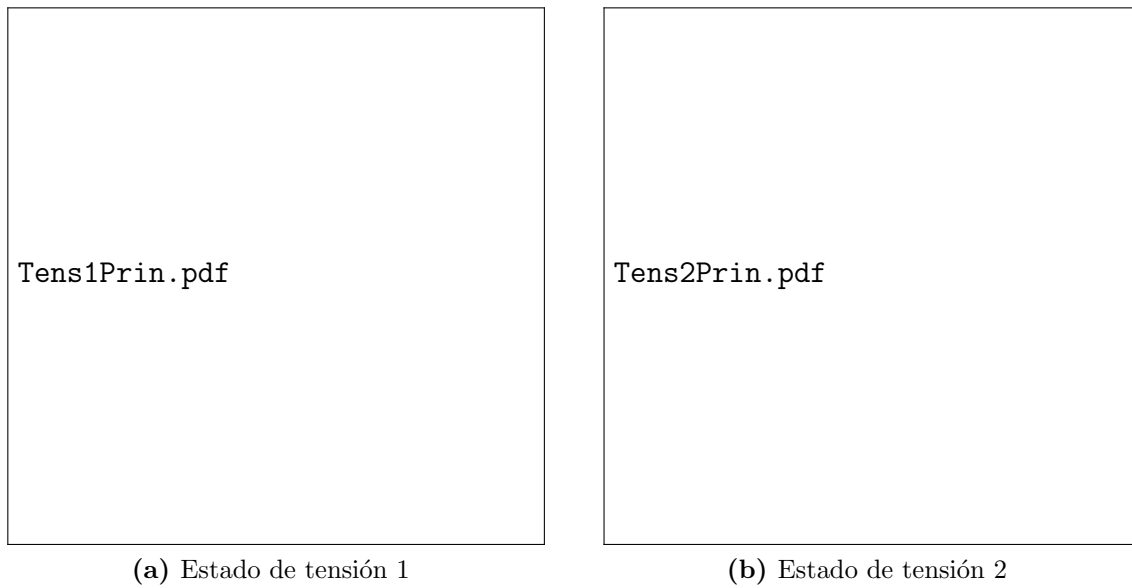 Tens1Prin.pdf
Tens2Prin.pdf
(a) Estado de tensión 1
(b) Estado de tensión 2